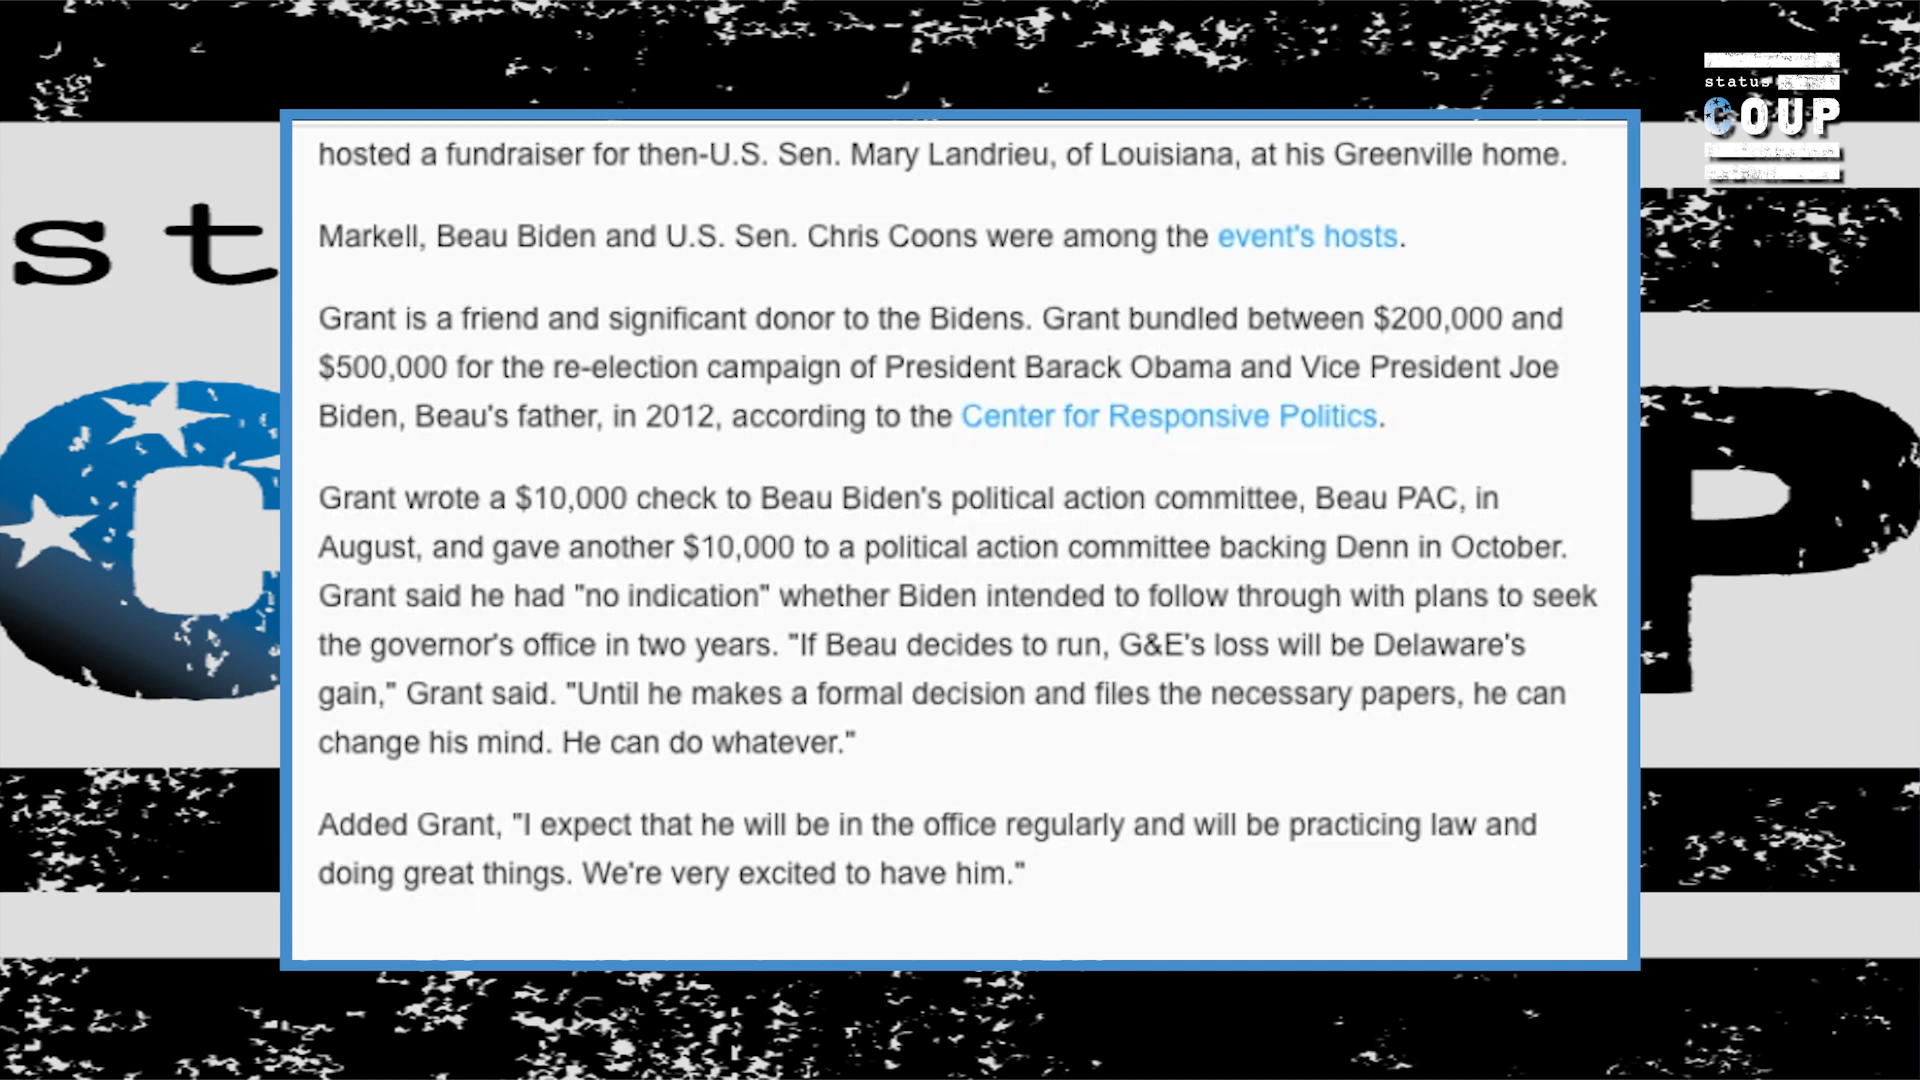 status
COUP
st
C
P
hosted a fundraiser for then-U.S. Sen. Mary Landrieu, of Louisiana, at his Greenville home.
Markell, Beau Biden and U.S. Sen. Chris Coons were among the event's hosts.
Grant is a friend and significant donor to the Bidens. Grant bundled between $200,000 and
$500,000 for the re-election campaign of President Barack Obama and Vice President Joe
Biden, Beau's father, in 2012, according to the Center for Responsive Politics.
Grant wrote a $10,000 check to Beau Biden's political action committee, Beau PAC, in
August, and gave another $10,000 to a political action committee backing Denn in October.
Grant said he had "no indication" whether Biden intended to follow through with plans to seek
the governor's office in two years. "If Beau decides to run, G&E's loss will be Delaware's
gain," Grant said. "Until he makes a formal decision and files the necessary papers, he can
change his mind. He can do whatever."
Added Grant, "I expect that he will be in the office regularly and will be practicing law and
doing great things. We're very excited to have him."